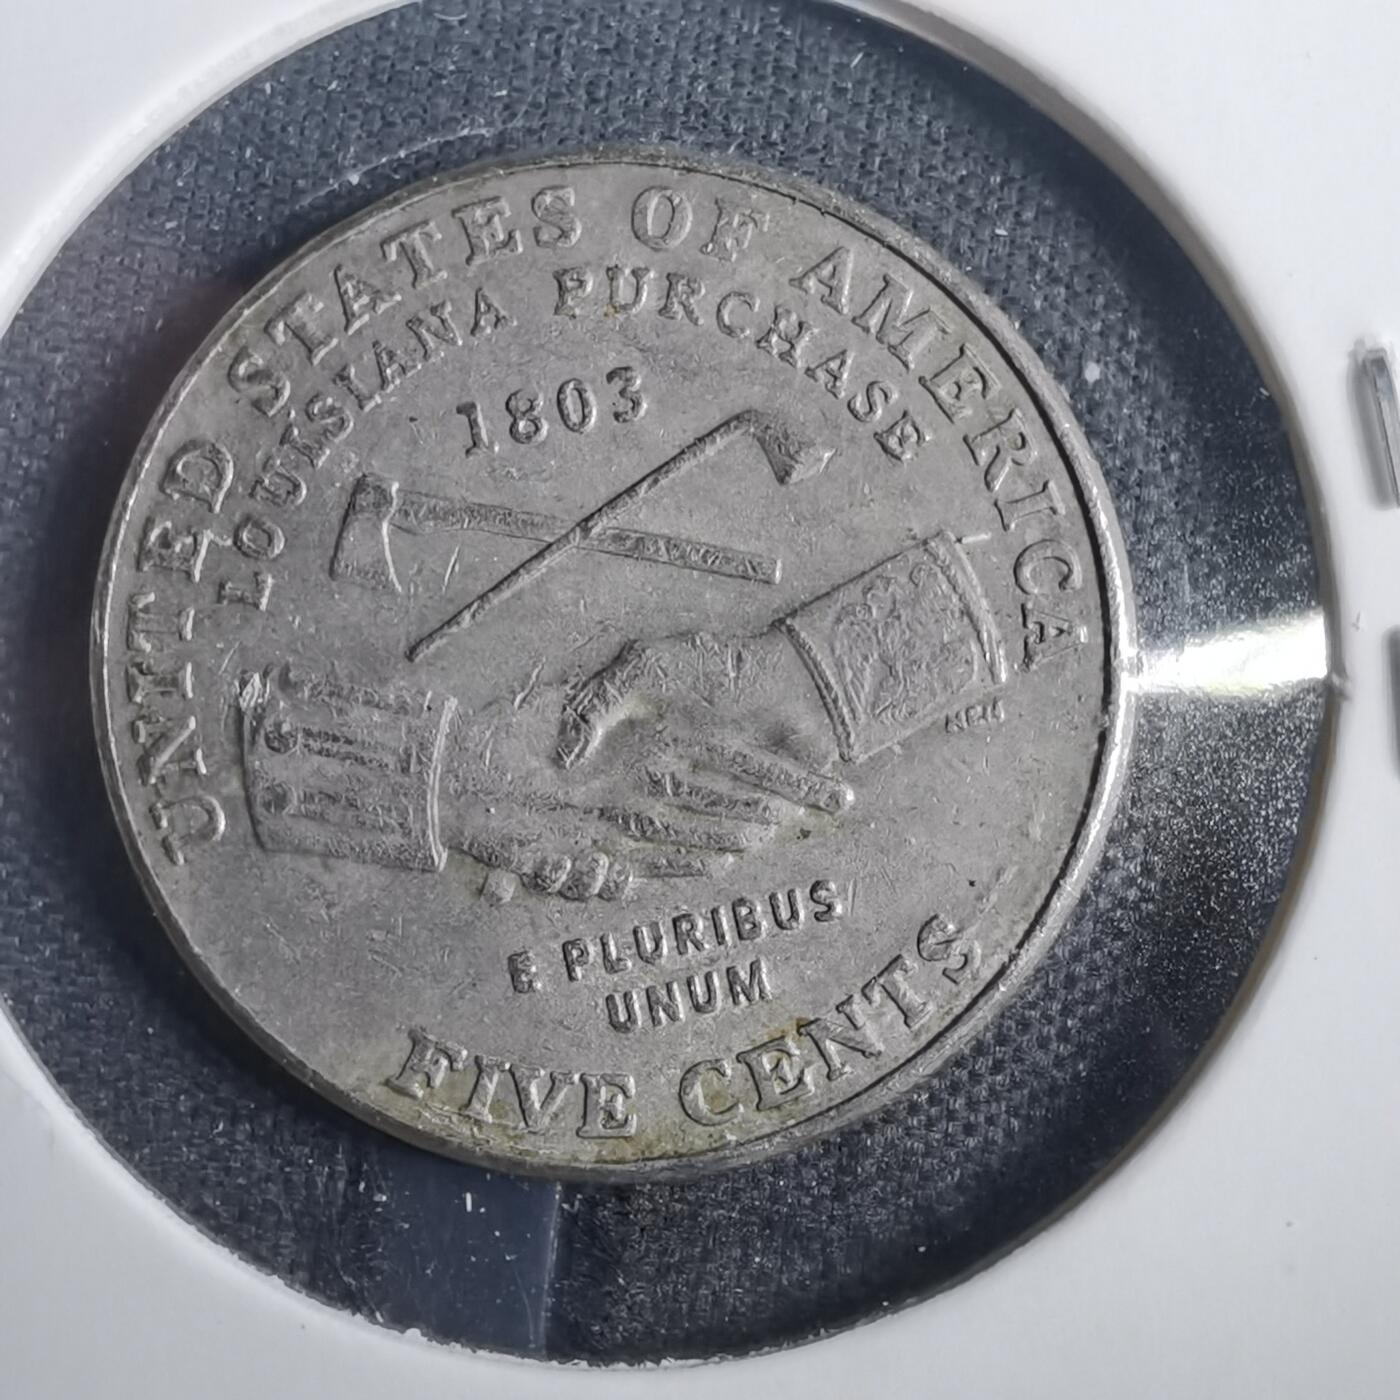 UNITED STATES OF AMERICA
LOUISIANA PURCHASE
1803
E PLURIBUS
UNUM
FIVE CENTS